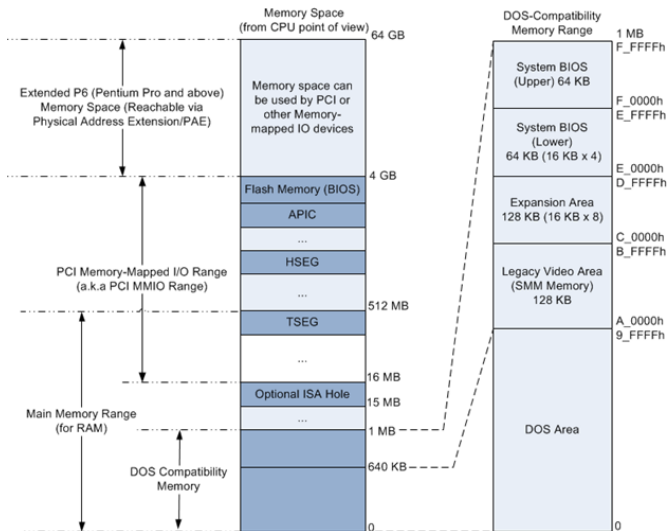 Memory Space
(from CPU point of view)
64 GB
Extended P6 (Pentium Pro and above)
Memory Space (Reachable via
Physical Address Extension/PAE)
Memory space can
be used by PCI or
other Memory-
mapped IO devices
4 GB
Flash Memory (BIOS)
APIC
...
HSEG
...
PCI Memory-Mapped I/O Range
(a.k.a PCI MMIO Range)
512 MB
TSEG
...
16 MB
Optional ISA Hole
15 MB
...
1 MB
Main Memory Range
(for RAM)
DOS Compatibility
Memory
640 KB
0
DOS-Compatibility
Memory Range
1 MB
F_FFFFh
System BIOS
(Upper) 64 KB
F_0000h
E_FFFFh
System BIOS
(Lower)
64 KB (16 KB x 4)
E_0000h
D_FFFFh
Expansion Area
128 KB (16 KB x 8)
C_0000h
B_FFFFh
Legacy Video Area
(SMM Memory)
128 KB
A_0000h
9_FFFFh
DOS Area
0